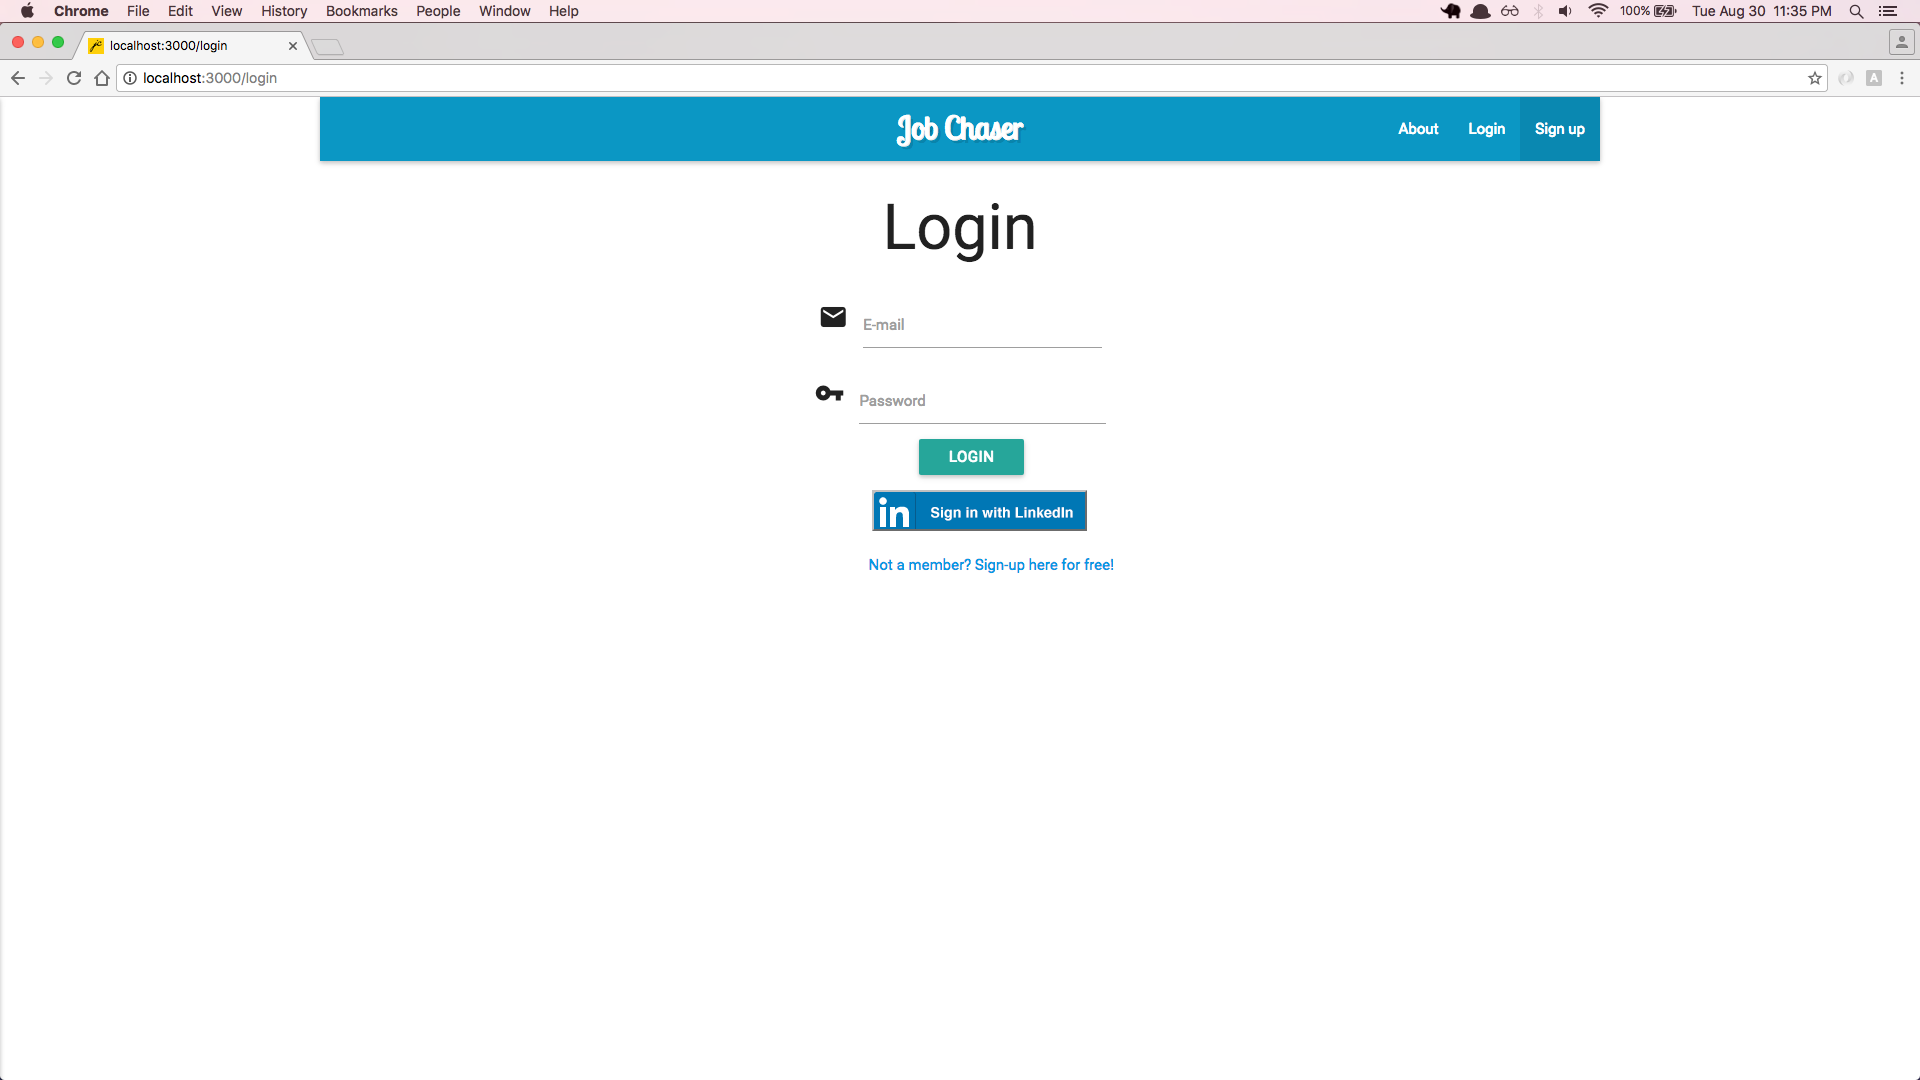 Chrome File Edit View History Bookmarks People Window Help 100% Tue Aug 30 11:35 PM
localhost:3000/login
localhost:3000/login
Job Chaser About Login Sign up
Login
E-mail
Password
LOGIN
in Sign in with LinkedIn
Not a member? Sign-up here for free!